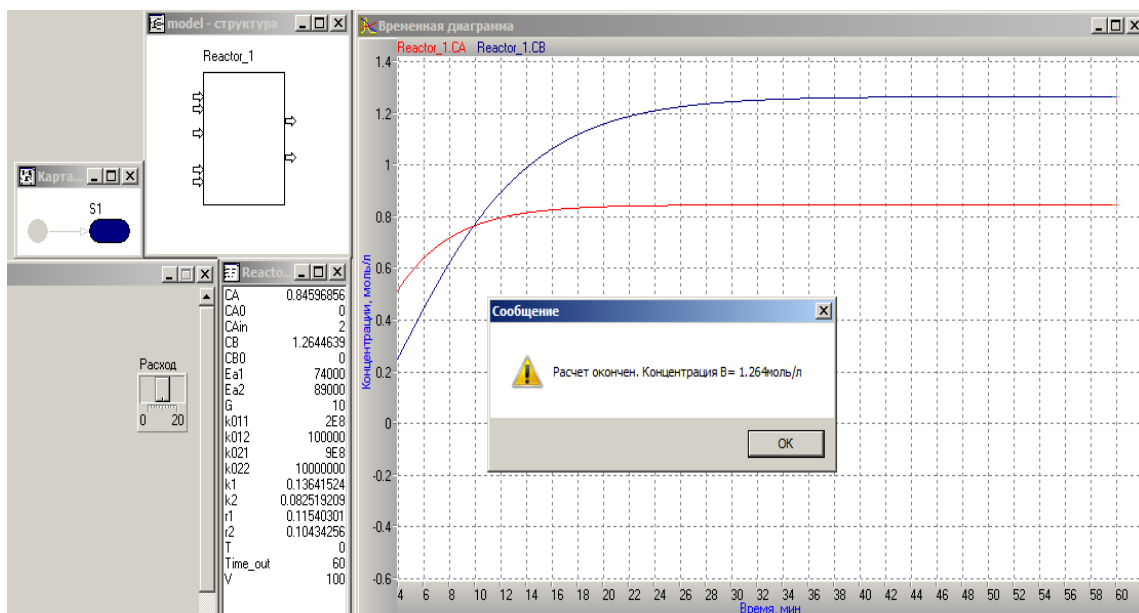 model - структура
Reactor_1
Карта...
S1
Расход
0 20
Reacto...
CA 0.84596856
CA0 0
CAin 2
CB 1.2644639
CB0 0
Ea1 74000
Ea2 89000
G 10
k011 2E8
k012 100000
k021 9E8
k022 10000000
k1 0.13641524
k2 0.082519209
r1 0.11540301
r2 0.10434256
T 0
Time_out 60
V 100
Временная диаграмма
Reactor_1.CA Reactor_1.CB
Концентрации, моль/л
1.4
1.2
1
0.8
0.6
0.4
0.2
0
-0.2
-0.4
-0.6
4 6 8 10 12 14 16 18 20 22 24 26 28 30 32 34 36 38 40 42 44 46 48 50 52 54 56 58 60
Время, мин
Сообщение
Расчет окончен. Концентрация В= 1.264моль/л
OK